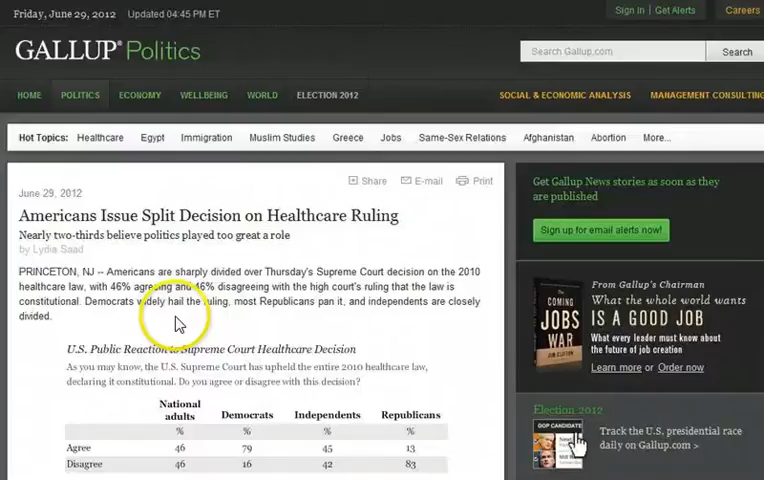 Friday, June 29, 2012 Updated 04:45 PM ET
Sign In | Get Alerts Careers
GALLUP® Politics
Search Gallup.com Search
HOME POLITICS ECONOMY WELLBEING WORLD ELECTION 2012 SOCIAL & ECONOMIC ANALYSIS MANAGEMENT CONSULTING
Hot Topics: Healthcare Egypt Immigration Muslim Studies Greece Jobs Same-Sex Relations Afghanistan Abortion More...
Share E-mail Print
June 29, 2012
Americans Issue Split Decision on Healthcare Ruling
Nearly two-thirds believe politics played too great a role
by Lydia Saad
PRINCETON, NJ -- Americans are sharply divided over Thursday's Supreme Court decision on the 2010
healthcare law, with 46% agreeing and 46% disagreeing with the high court's ruling that the law is
constitutional. Democrats widely hail the ruling, most Republicans pan it, and independents are closely
divided.
U.S. Public Reaction to Supreme Court Healthcare Decision
As you may know, the U.S. Supreme Court has upheld the entire 2010 healthcare law,
declaring it constitutional. Do you agree or disagree with this decision?
National
adults Democrats Independents Republicans
% % % %
Agree 46 79 45 13
Disagree 46 16 42 83
Get Gallup News stories as soon as they
are published
Sign up for email alerts now!
THE
COMING
JOBS
WAR
JIM CLIFTON
From Gallup's Chairman
What the whole world wants
IS A GOOD JOB
What every leader must know about
the future of job creation
Learn more or Order now
Election 2012
GOP CANDIDATE
Track the U.S. presidential race
daily on Gallup.com >